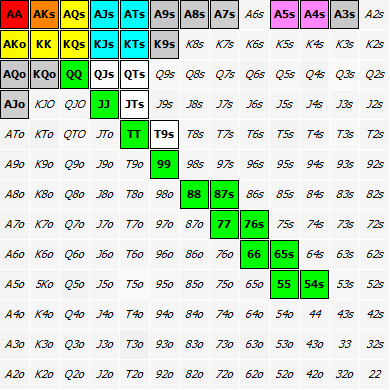 AA AKs AQs AJs ATs A9s A8s A7s A6s A5s A4s A3s A2s
AKo KK KQs KJs KTs K9s K8s K7s K6s K5s K4s K3s K2s
AQo KQo QQ QJs QTs Q9s Q8s Q7s Q6s Q5s Q4s Q3s Q2s
AJo KJO QJO JJ JTs J9s J8s J7s J6s J5s J4s J3s J2s
ATo KTo QTO JTo TT T9s T8s T7s T6s T5s T4s T3s T2s
A9o K9o Q9o J9o T9o 99 98s 97s 96s 95s 94s 93s 92s
A8o K8o Q8o J8o T8o 98o 88 87s 86s 85s 84s 83s 82s
A7o K7o Q7o J7o T7o 97o 87o 77 76s 75s 74s 73s 72s
A6o K6o Q6o J6o T6o 96o 86o 76o 66 65s 64s 63s 62s
A5o 5Ko Q5o J5o T5o 95o 85o 75o 65o 55 54s 53s 52s
A4o K4o Q4o J4o T4o 94o 84o 74o 64o 54o 44 43s 42s
A3o K3o Q3o J3o T3o 93o 83o 73o 63o 53o 43o 33 32s
A2o K2o Q2o J2o T2o 92o 82o 72o 62o 52o 42o 32o 22